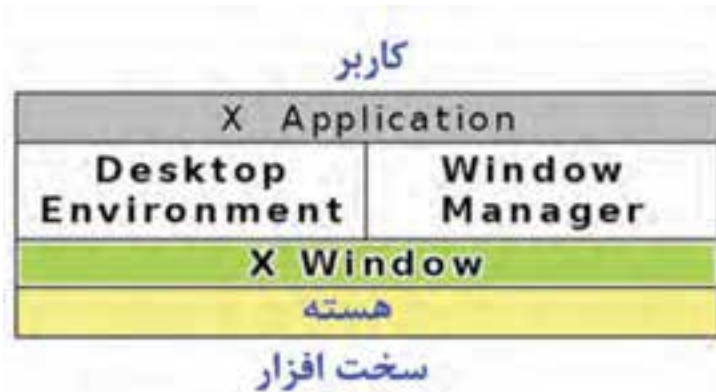 کاربر
X Application
Desktop Environment
Window Manager
X Window
هسته
سخت افزار